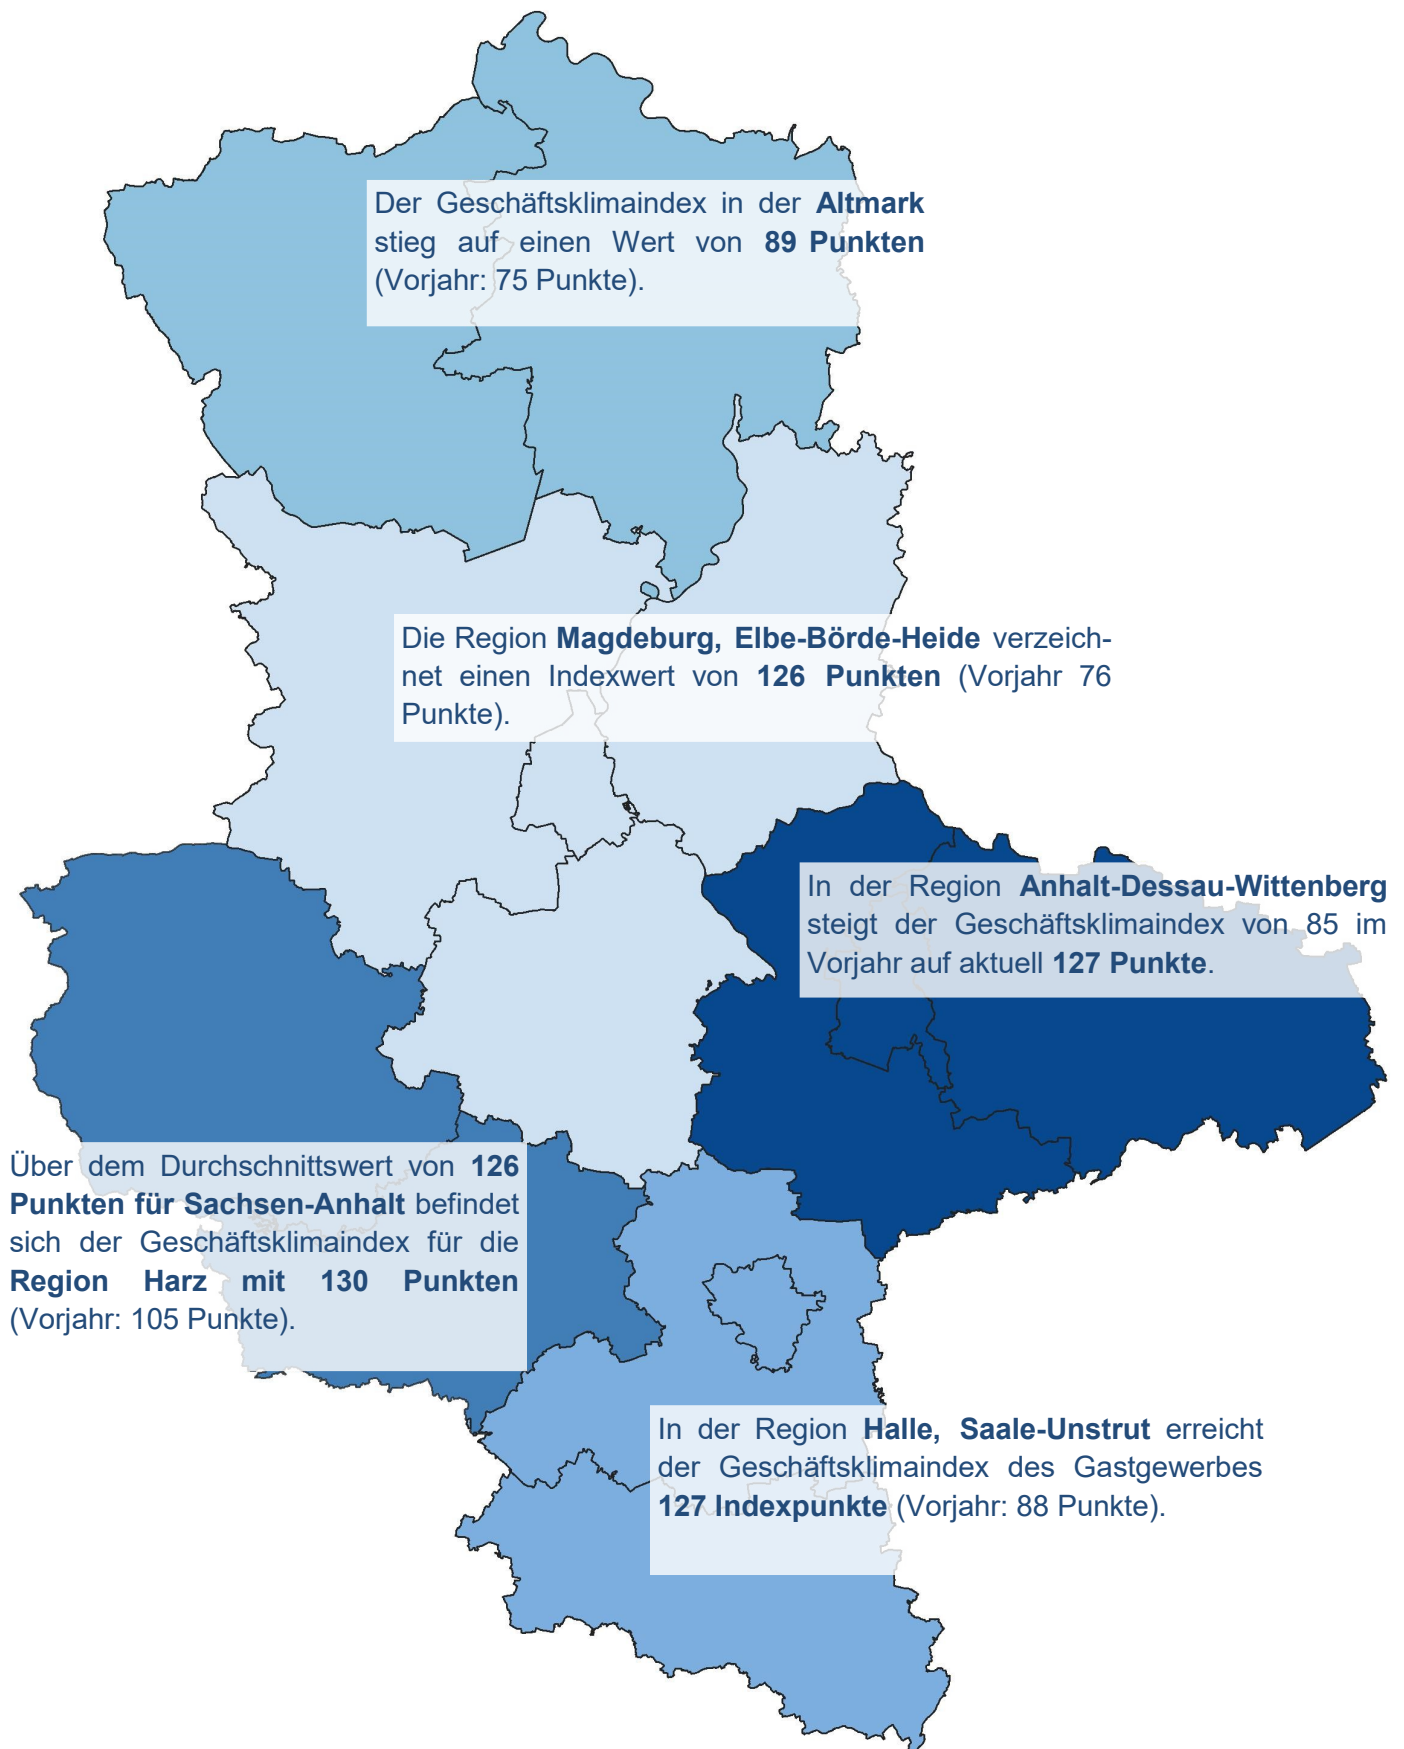 Der Geschäftsklimaindex in der Altmark
stieg auf einen Wert von 89 Punkten
(Vorjahr: 75 Punkte).
Die Region Magdeburg, Elbe-Börde-Heide verzeich-
net einen Indexwert von 126 Punkten (Vorjahr 76
Punkte).
In der Region Anhalt-Dessau-Wittenberg
steigt der Geschäftsklimaindex von 85 im
Vorjahr auf aktuell 127 Punkte.
Über dem Durchschnittswert von 126
Punkten für Sachsen-Anhalt befindet
sich der Geschäftsklimaindex für die
Region Harz mit 130 Punkten
(Vorjahr: 105 Punkte).
In der Region Halle, Saale-Unstrut erreicht
der Geschäftsklimaindex des Gastgewerbes
127 Indexpunkte (Vorjahr: 88 Punkte).